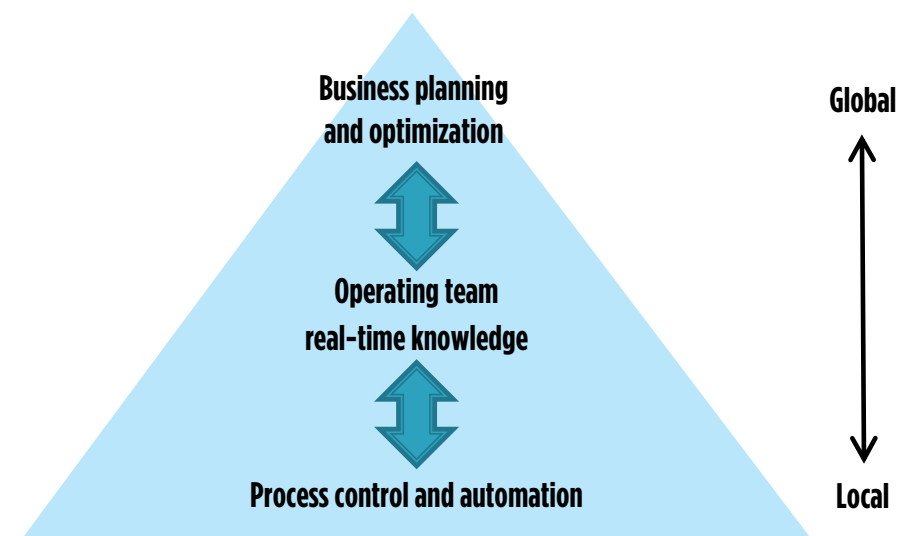 Business planning
and optimization
Global
Operating team
real-time knowledge
Process control and automation
Local